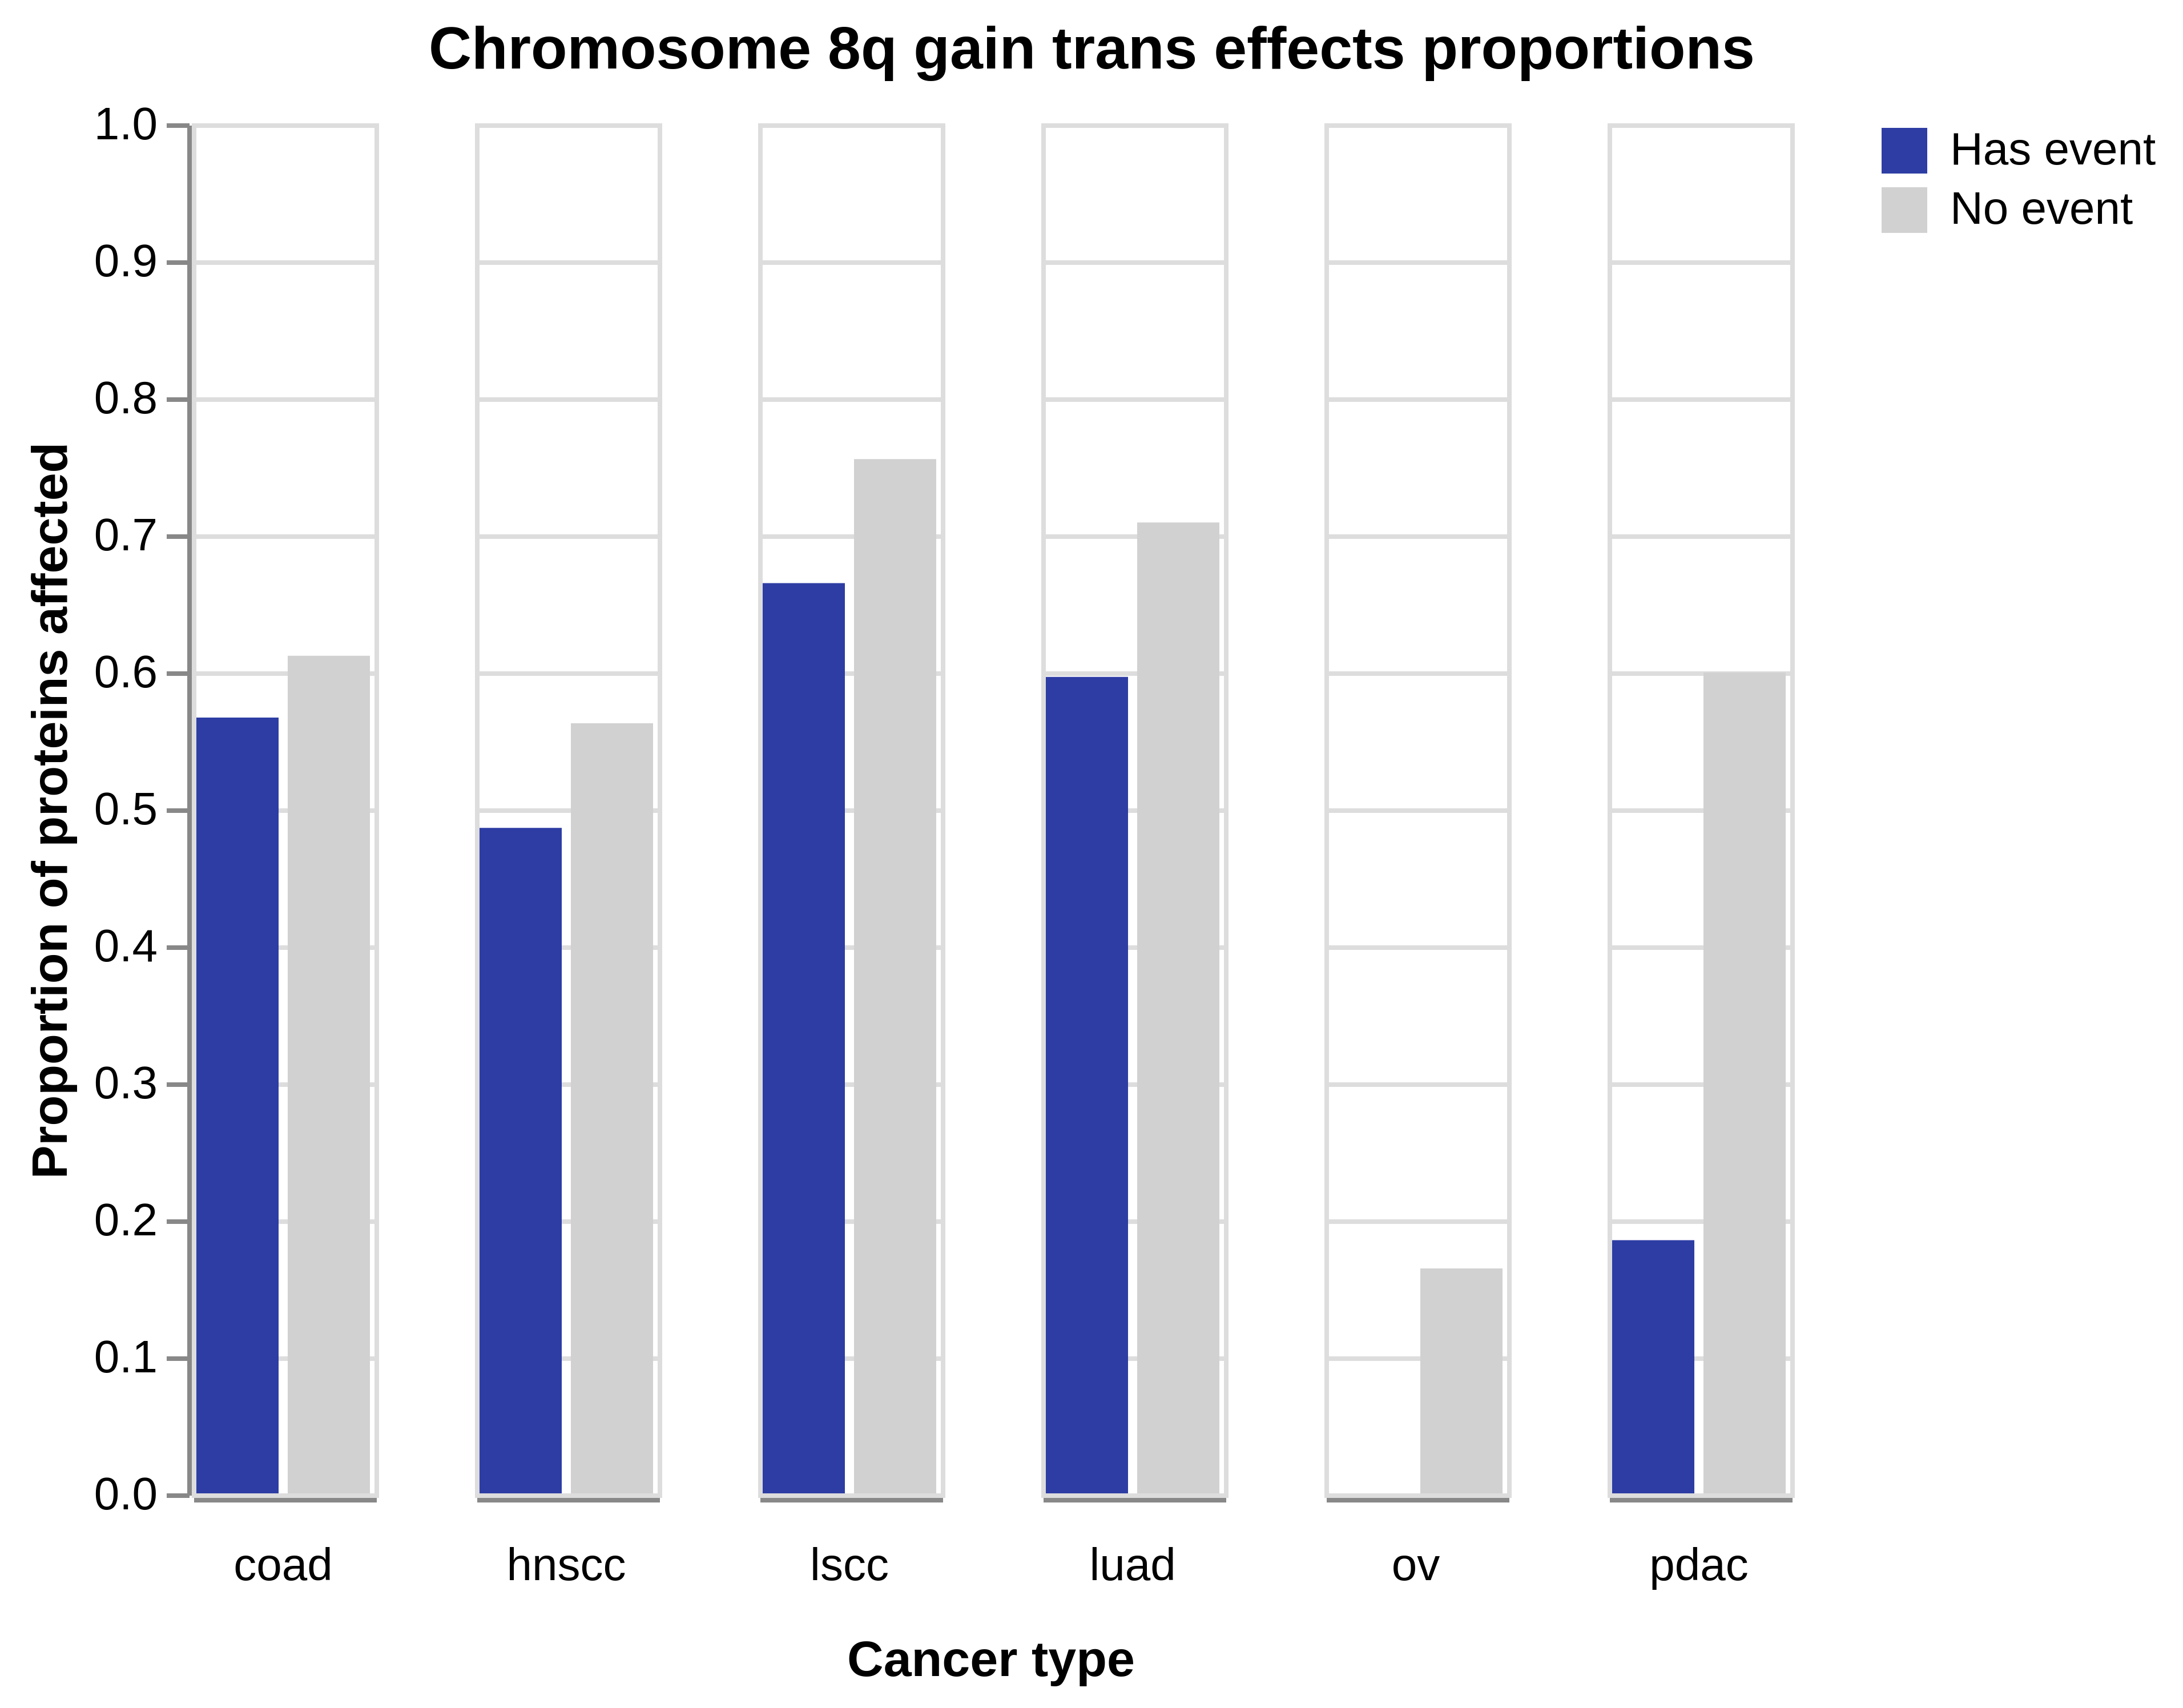 Chromosome 8q gain trans effects proportions
Has event
No event
Proportion of proteins affected
1.0
0.9
0.8
0.7
0.6
0.5
0.4
0.3
0.2
0.1
0.0
coad hnscc lscc luad ov pdac
Cancer type